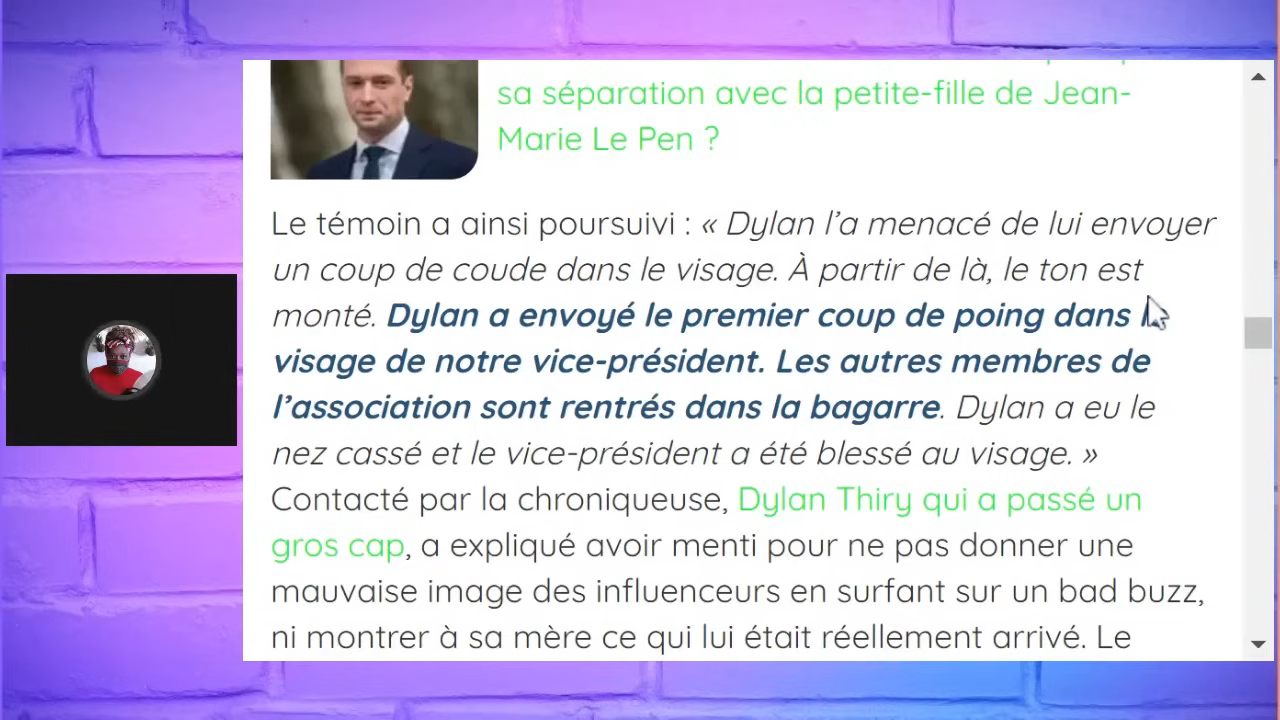 sa séparation avec la petite-fille de Jean-
Marie Le Pen ?
Le témoin a ainsi poursuivi : « Dylan l’a menacé de lui envoyer
un coup de coude dans le visage. À partir de là, le ton est
monté. Dylan a envoyé le premier coup de poing dans
visage de notre vice-président. Les autres membres de
l’association sont rentrés dans la bagarre. Dylan a eu le
nez cassé et le vice-président a été blessé au visage. »
Contacté par la chroniqueuse, Dylan Thiry qui a passé un
gros cap, a expliqué avoir menti pour ne pas donner une
mauvaise image des influenceurs en surfant sur un bad buzz,
ni montrer à sa mère ce qui lui était réellement arrivé. Le